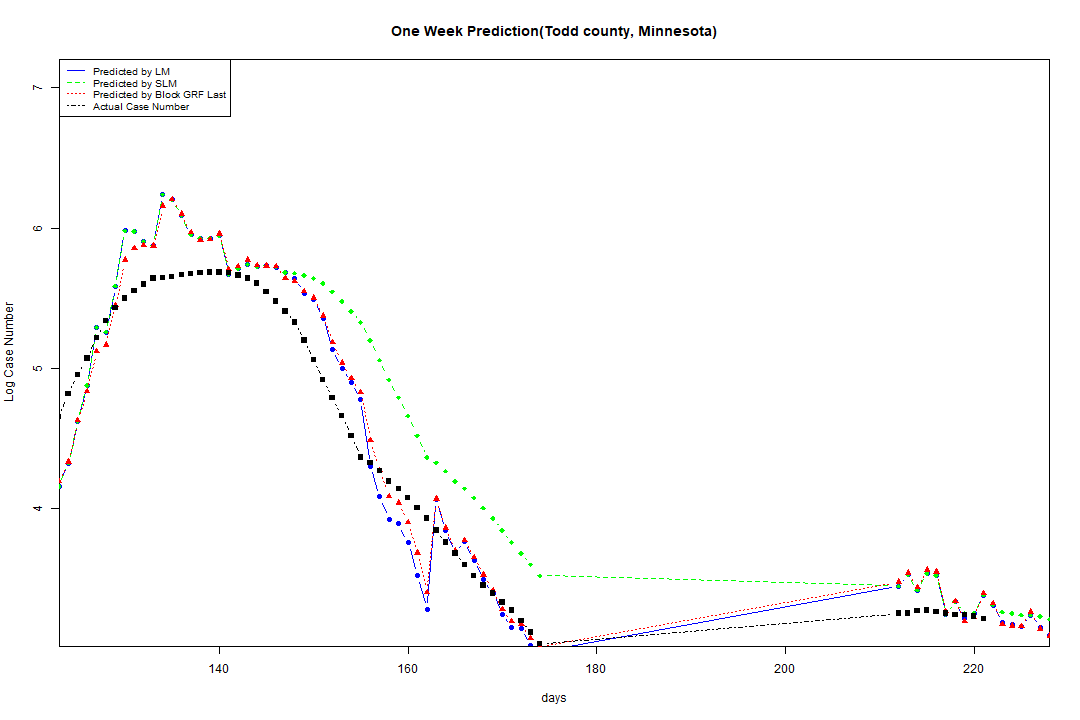 One Week Prediction(Todd county, Minnesota)
Predicted by LM
Predicted by SLM
Predicted by Block GRF Last
Actual Case Number
7
6
5
4
Log Case Number
140 160 180 200 220
days